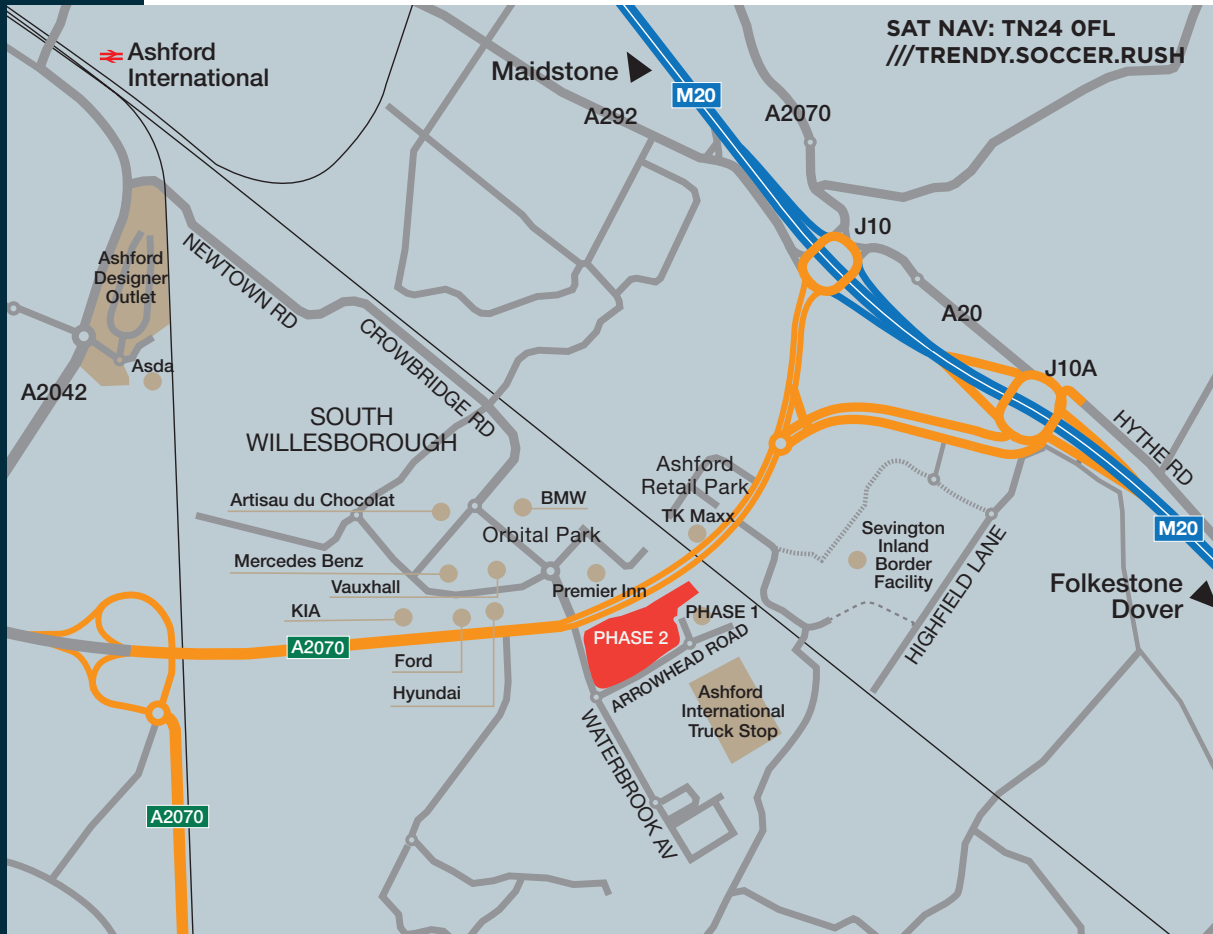 SAT NAV: TN24 0FL
///TRENDY.SOCCER.RUSH
Ashford
International
Maidstone
M20
A292
A2070
J10
Ashford
Designer
Outlet
NEWTOWN RD
A20
Asda
A2042
CROWBRIDGE RD
J10A
HYTHE RD
SOUTH
WILLESBOROUGH
Ashford
Retail Park
TK Maxx
Artisau du Chocolat
BMW
Orbital Park
M20
Sevington
Inland
Border
Facility
HIGHFIELD LANE
Mercedes Benz
Vauxhall
Premier Inn
Folkestone
Dover
KIA
PHASE 1
PHASE 2
A2070
ARROWHEAD ROAD
Ford
Hyundai
Ashford
International
Truck Stop
WATERBROOK AV
A2070